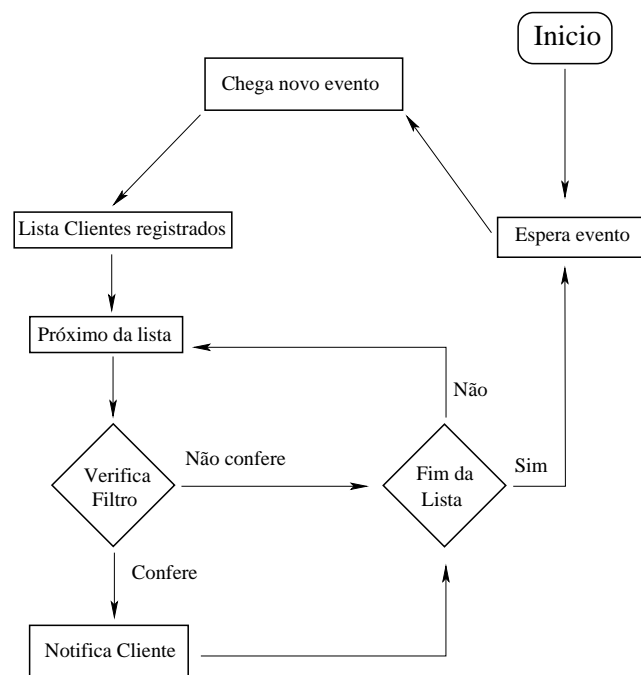 Inicio
Chega novo evento
Lista Clientes registrados
Espera evento
Próximo da lista
Não
Verifica
Filtro
Não confere
Fim da
Lista
Sim
Confere
Notifica Cliente